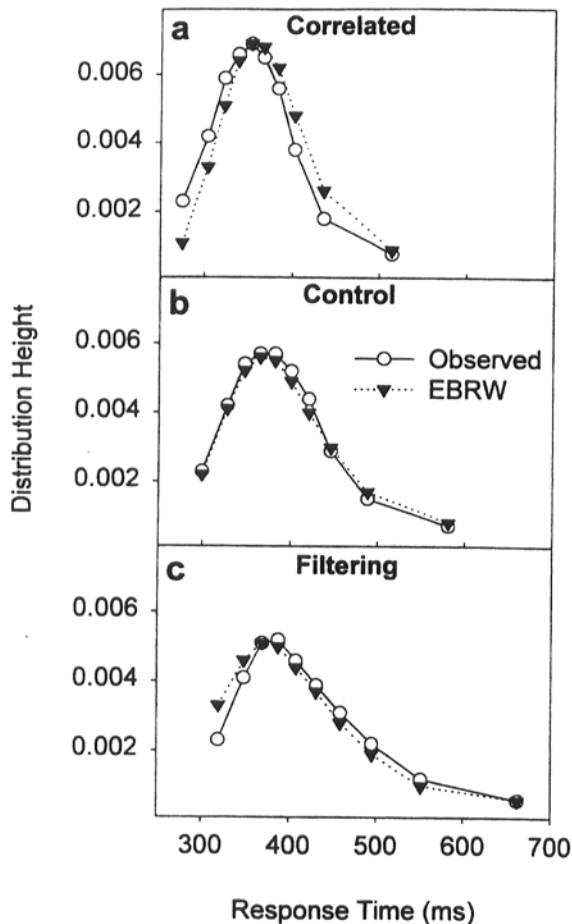 a Correlated
0.006
0.004
0.002
b Control
0.006
0.004
0.002
Observed
EBRW
c Filtering
0.006
0.004
0.002
300 400 500 600 700
Response Time (ms)
Distribution Height